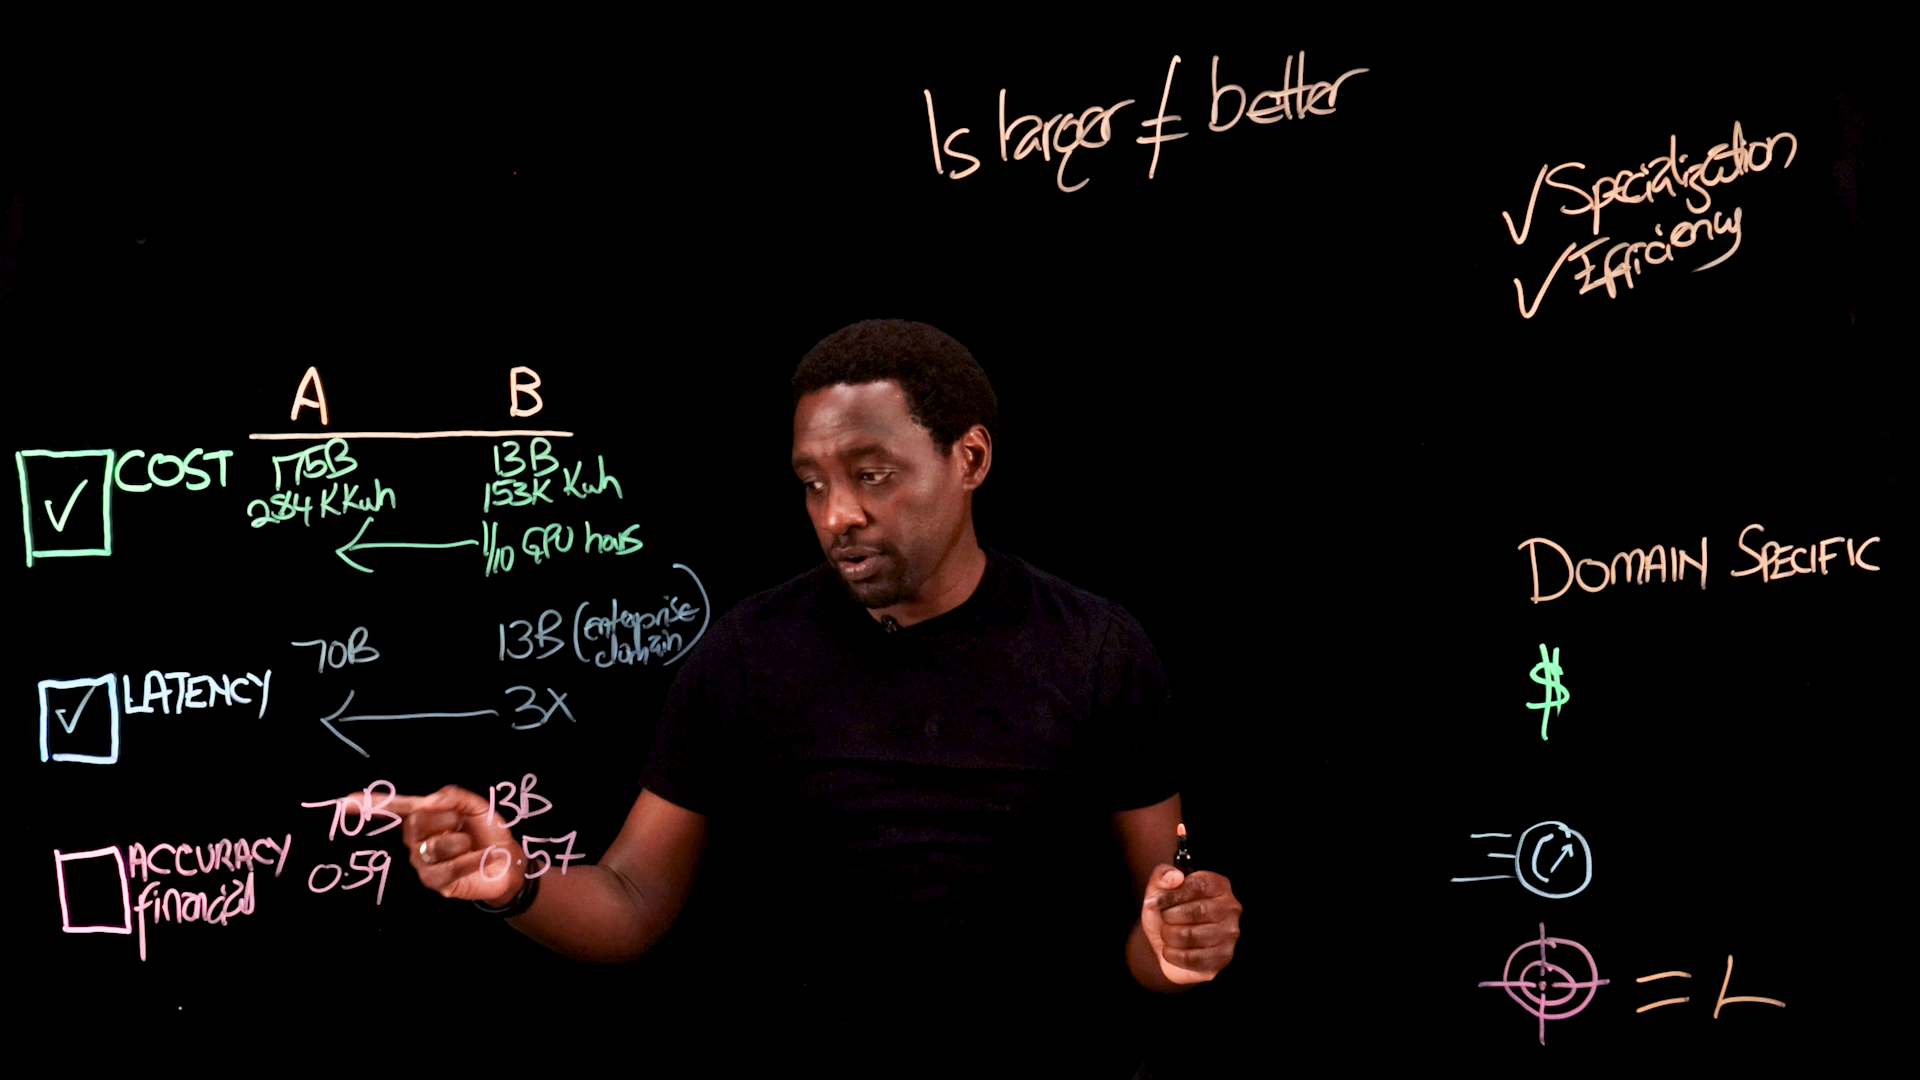 Is larger ≠ better
✓ Specialization
✓ Efficiency
A B
✓ COST 175B 13B
284K Kwh 153K Kwh
1/10 GPU hours
DOMAIN SPECIFIC
70B 13B (enterprise
domain)
✓ LATENCY
3X
$
70B 13B
ACCURACY 0.59 0.57
financial
= L